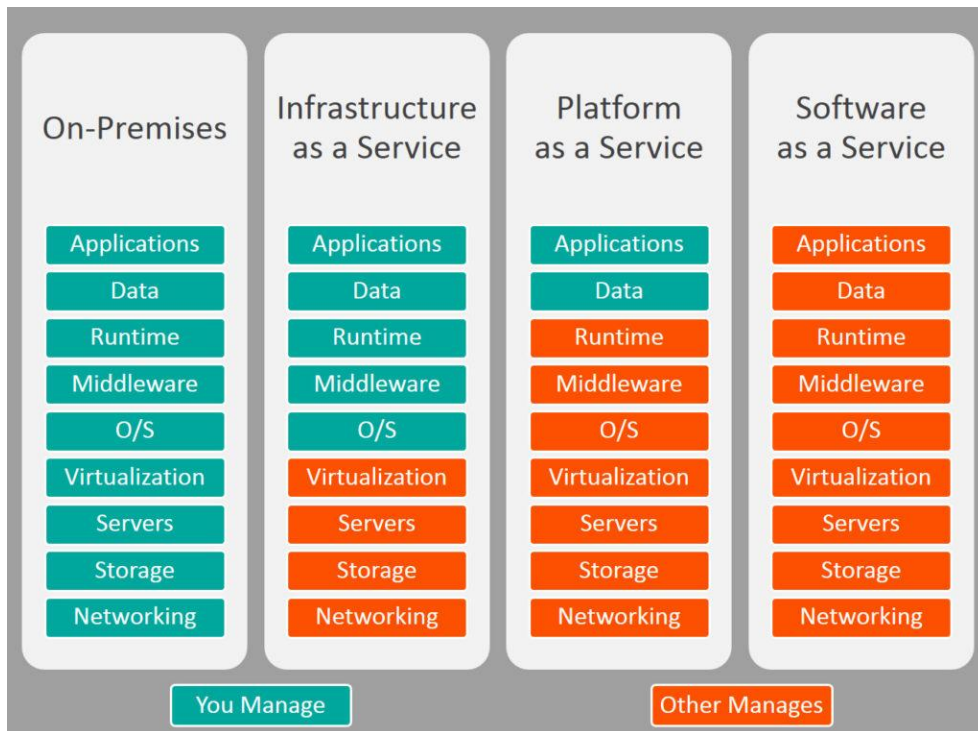 On-Premises
Applications
Data
Runtime
Middleware
O/S
Virtualization
Servers
Storage
Networking
Infrastructure
as a Service
Applications
Data
Runtime
Middleware
O/S
Virtualization
Servers
Storage
Networking
Platform
as a Service
Applications
Data
Runtime
Middleware
O/S
Virtualization
Servers
Storage
Networking
Software
as a Service
Applications
Data
Runtime
Middleware
O/S
Virtualization
Servers
Storage
Networking
You Manage
Other Manages